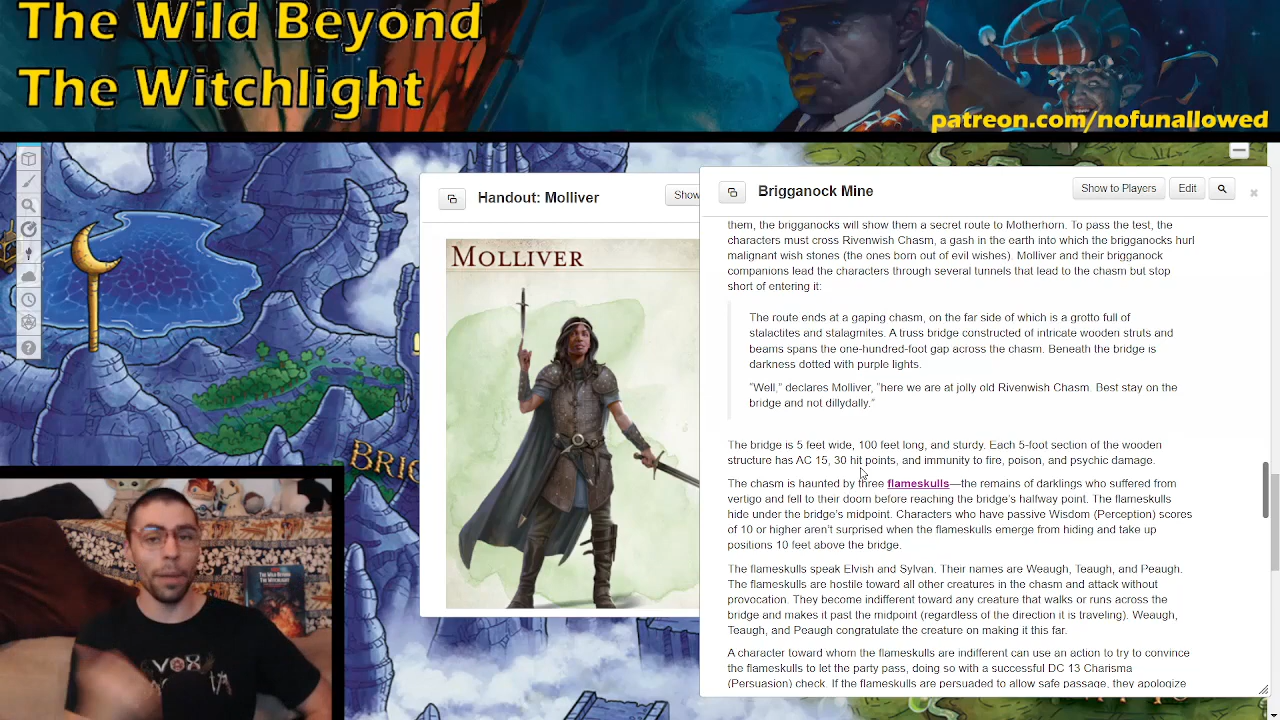 The Wild Beyond
The Witchlight
patreon.com/nofunallowed
Handout: Molliver
Show
MOLLIVER
Brigganock Mine
Show to Players
Edit
them, the brigganocks will show them a secret route to Motherhorn. To pass the test, the
characters must cross Rivenwish Chasm, a gash in the earth into which the brigganocks hurl
malignant wish stones (the ones born out of evil wishes). Molliver and their brigganock
companions lead the characters through several tunnels that lead to the chasm but stop
short of entering it:
The route ends at a gaping chasm, on the far side of which is a grotto full of
stalactites and stalagmites. A truss bridge constructed of intricate wooden struts and
beams spans the one-hundred-foot gap across the chasm. Beneath the bridge is
darkness dotted with purple lights.
"Well," declares Molliver, "here we are at jolly old Rivenwish Chasm. Best stay on the
bridge and not dillydally."
The bridge is 5 feet wide, 100 feet long, and sturdy. Each 5-foot section of the wooden
structure has AC 15, 30 hit points, and immunity to fire, poison, and psychic damage.
The chasm is haunted by three flameskulls—the remains of darklings who suffered from
vertigo and fell to their doom before reaching the bridge's halfway point. The flameskulls
hide under the bridge's midpoint. Characters who have passive Wisdom (Perception) scores
of 10 or higher aren't surprised when the flameskulls emerge from hiding and take up
positions 10 feet above the bridge.
The flameskulls speak Elvish and Sylvan. Their names are Weaugh, Teaugh, and Peaugh.
The flameskulls are hostile toward all other creatures in the chasm and attack without
provocation. They become indifferent toward any creature that walks or runs across the
bridge and makes it past the midpoint (regardless of the direction it is traveling). Weaugh,
Teaugh, and Peaugh congratulate the creature on making it this far.
A character toward whom the flameskulls are indifferent can use an action to try to convince
the flameskulls to let the party pass, doing so with a successful DC 13 Charisma
(Persuasion) check. If the flameskulls are persuaded to allow safe passage, they apologize
BRIG
THE WILD BEYOND
THE WITCHLIGHT